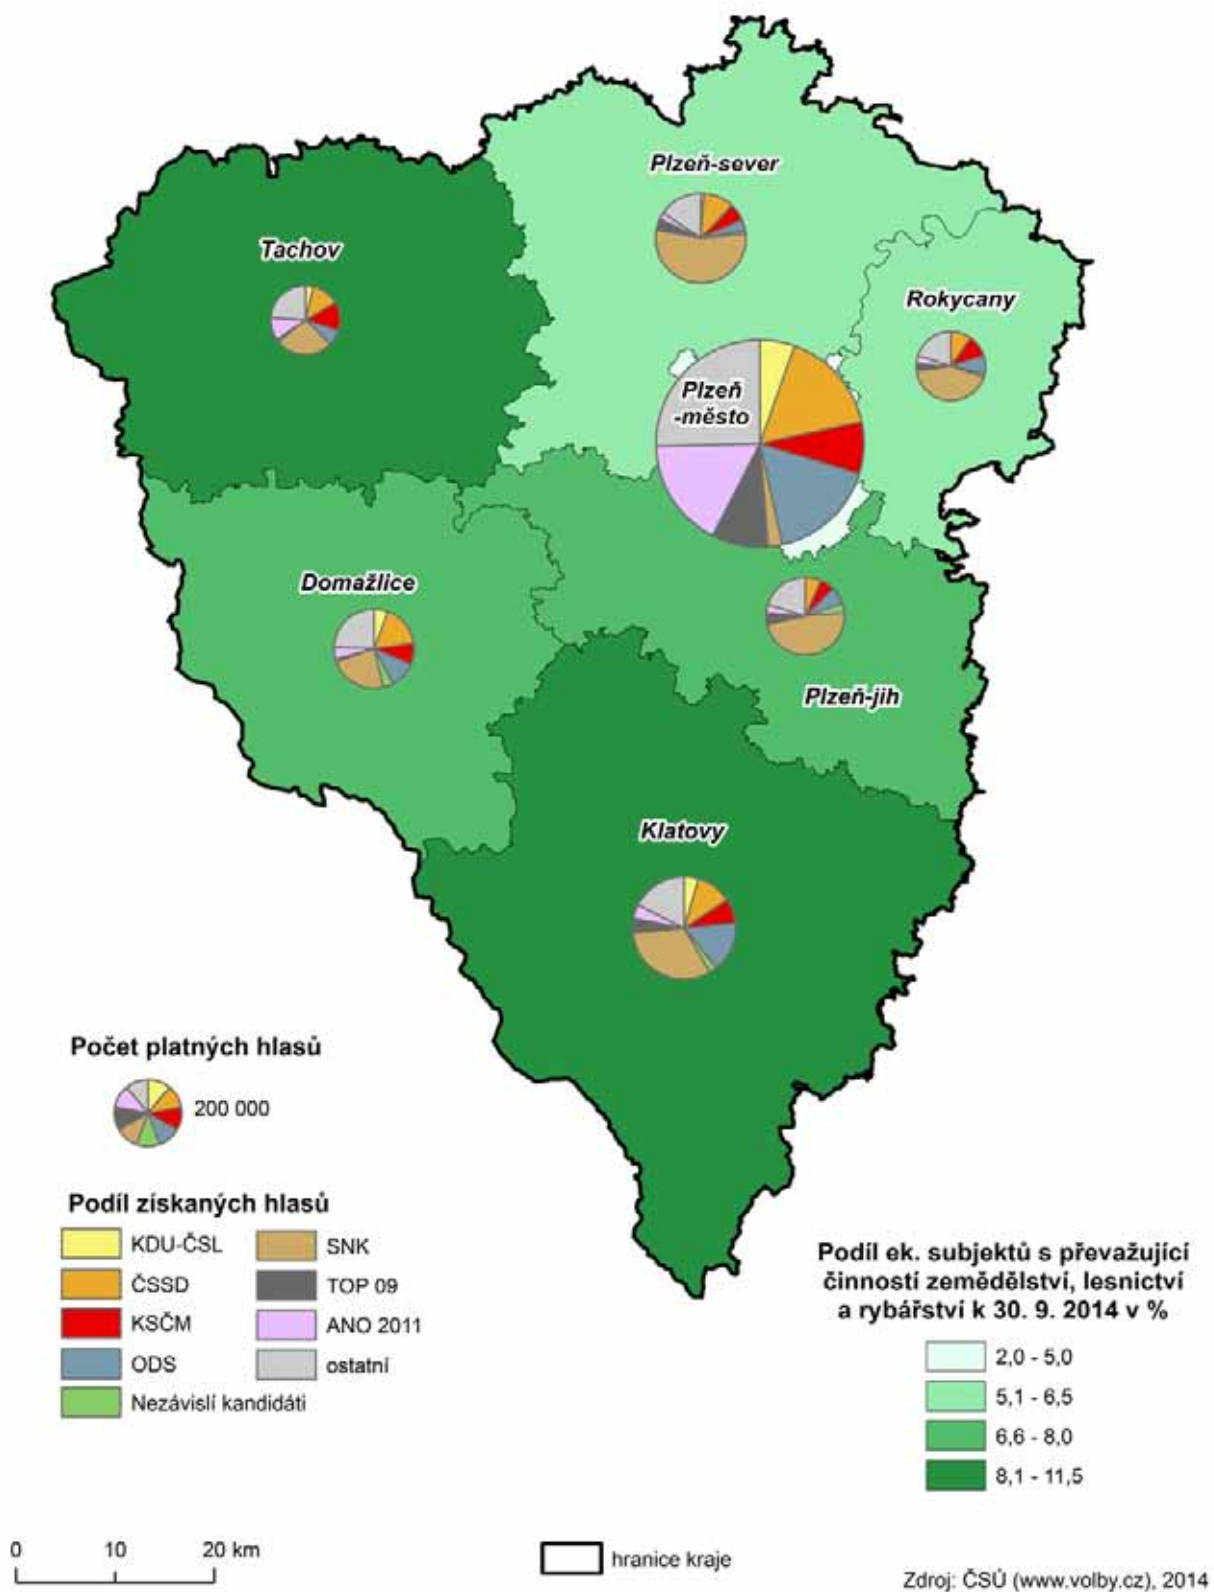 Plzeň-sever
Tachov
Rokycany
Plzeň
-město
Domažlice
Plzeň-jih
Klatovy
Počet platných hlasů
200 000
Podíl získaných hlasů
KDU-ČSL
SNK
ČSSD
TOP 09
KSČM
ANO 2011
ODS
ostatní
Nezávislí kandidáti
Podíl ek. subjektů s převažující
činností zemědělství, lesnictví
a rybářství k 30. 9. 2014 v %
2,0 - 5,0
5,1 - 6,5
6,6 - 8,0
8,1 - 11,5
0 10 20 km
hranice kraje
Zdroj: ČSÚ (www.volby.cz), 2014